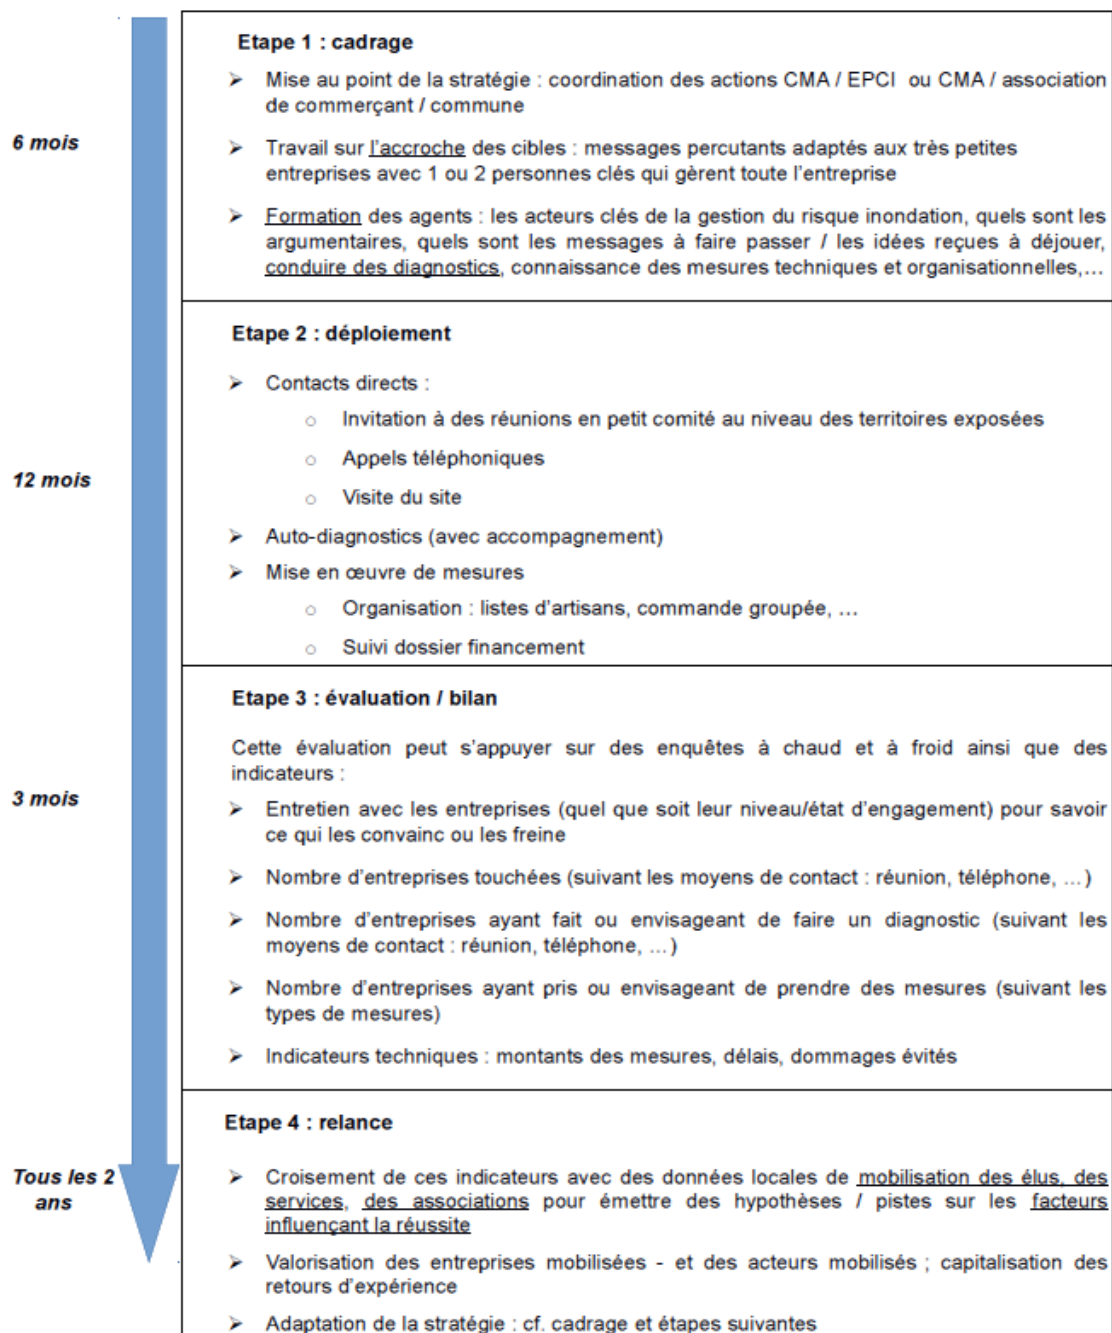 Etape 1 : cadrage
➢ Mise au point de la stratégie : coordination des actions CMA / EPCI ou CMA / association
de commerçant / commune
6 mois
➢ Travail sur l'accroche des cibles : messages percutants adaptés aux très petites
entreprises avec 1 ou 2 personnes clés qui gèrent toute l'entreprise
➢ Formation des agents : les acteurs clés de la gestion du risque inondation, quels sont les
argumentaires, quels sont les messages à faire passer / les idées reçues à déjouer,
conduire des diagnostics, connaissance des mesures techniques et organisationnelles,…
Etape 2 : déploiement
➢ Contacts directs :
○ Invitation à des réunions en petit comité au niveau des territoires exposées
○ Appels téléphoniques
12 mois
○ Visite du site
➢ Auto-diagnostics (avec accompagnement)
➢ Mise en œuvre de mesures
○ Organisation : listes d'artisans, commande groupée, …
○ Suivi dossier financement
Etape 3 : évaluation / bilan
Cette évaluation peut s'appuyer sur des enquêtes à chaud et à froid ainsi que des
indicateurs :
3 mois
➢ Entretien avec les entreprises (quel que soit leur niveau/état d'engagement) pour savoir
ce qui les convainc ou les freine
➢ Nombre d'entreprises touchées (suivant les moyens de contact : réunion, téléphone, …)
➢ Nombre d'entreprises ayant fait ou envisageant de faire un diagnostic (suivant les
moyens de contact : réunion, téléphone, …)
➢ Nombre d'entreprises ayant pris ou envisageant de prendre des mesures (suivant les
types de mesures)
➢ Indicateurs techniques : montants des mesures, délais, dommages évités
Etape 4 : relance
Tous les 2
ans
➢ Croisement de ces indicateurs avec des données locales de mobilisation des élus, des
services, des associations pour émettre des hypothèses / pistes sur les facteurs
influençant la réussite
➢ Valorisation des entreprises mobilisées - et des acteurs mobilisés ; capitalisation des
retours d'expérience
➢ Adaptation de la stratégie : cf. cadrage et étapes suivantes